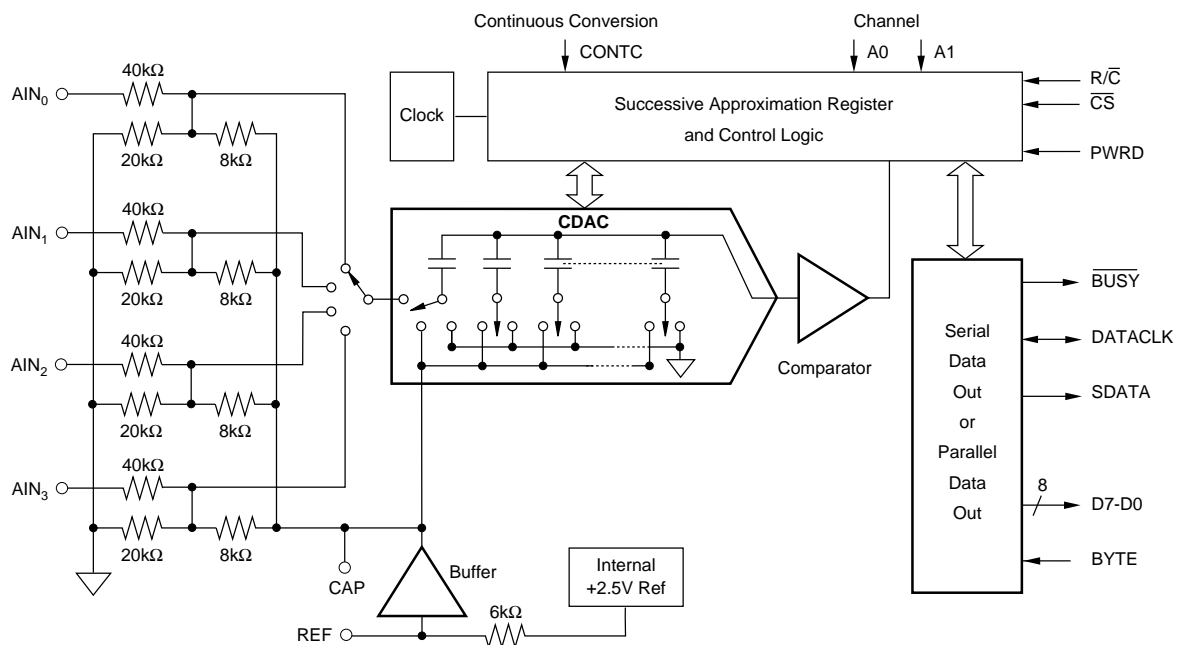 Continuous Conversion
Channel
CONTC
A0
A1
R/C̅
C̅S̅
PWRD
Clock
Successive Approximation Register
and Control Logic
AIN₀
40kΩ
20kΩ
8kΩ
AIN₁
40kΩ
20kΩ
8kΩ
AIN₂
40kΩ
20kΩ
8kΩ
AIN₃
40kΩ
20kΩ
8kΩ
CDAC
Comparator
Serial
Data
Out
or
Parallel
Data
Out
B̅U̅S̅Y̅
DATACLK
SDATA
8
D7-D0
BYTE
CAP
Buffer
Internal
+2.5V Ref
6kΩ
REF